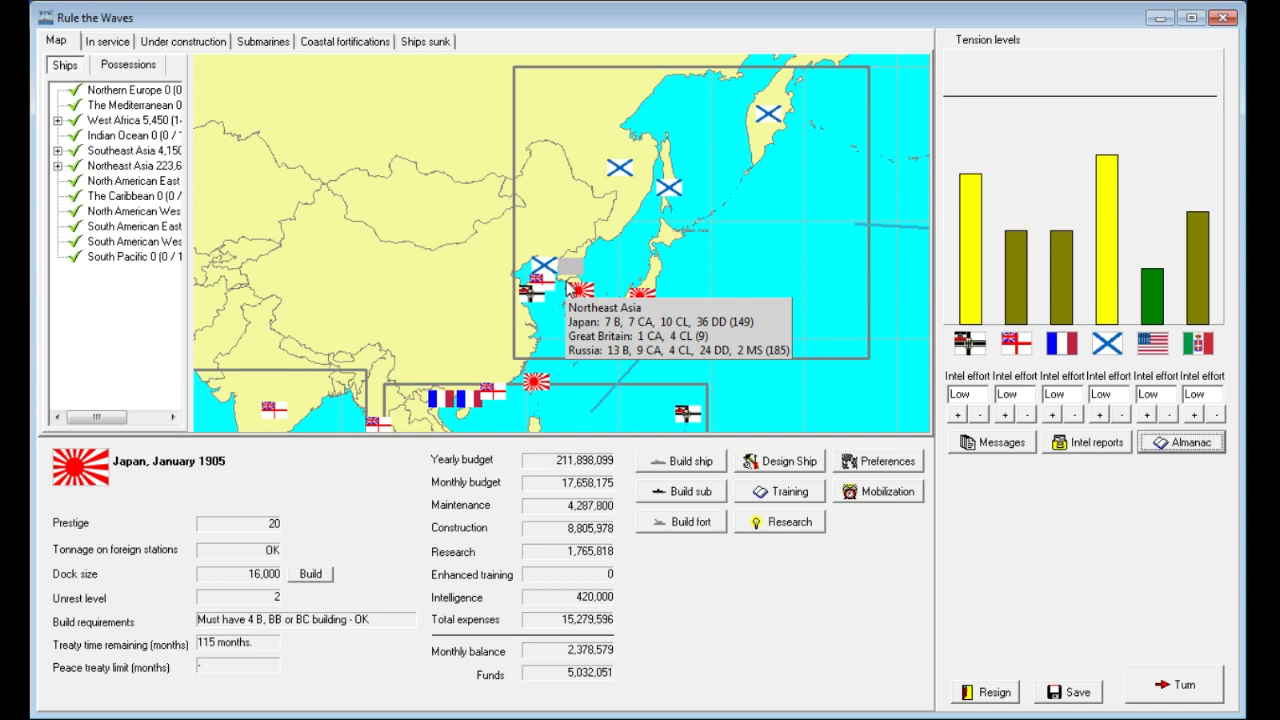 Rule the Waves
Map In service Under construction Submarines Coastal fortifications Ships sunk
Ships Possessions
Northern Europe 0 (0
The Mediterranean 0
West Africa 5,450 (1
Indian Ocean 0 (0 /
Southeast Asia 4,150
Northeast Asia 223,6
North American East
The Caribbean 0 (0 /
North American Wes
South American East
South American Wes
South Pacific 0 (0 / 1
Northeast Asia
Northeast Asia
Japan: 7 B, 7 CA, 10 CL, 36 DD (149)
Great Britain: 1 CA, 4 CL (9)
Russia: 13 B, 9 CA, 4 CL, 24 DD, 2 MS (185)
Tension levels
Intel effort Intel effort Intel effort Intel effort Intel effort Intel effort
Low Low Low Low Low Low
+ - + - + - + - + - + -
Messages Intel reports Almanac
Japan, January 1905
Prestige 20
Tonnage on foreign stations OK
Dock size 16,000 Build
Unrest level 2
Build requirements Must have 4 B, BB or BC building - OK
Treaty time remaining (months) 115 months.
Peace treaty limit (months) -
Yearly budget 211,898,099
Monthly budget 17,658,175
Maintenance 4,287,800
Construction 8,805,978
Research 1,765,818
Enhanced training 0
Intelligence 420,000
Total expenses 15,279,596
Monthly balance 2,378,579
Funds 5,032,051
Build ship Design Ship Preferences
Build sub Training Mobilization
Build fort Research
Resign Save Turn